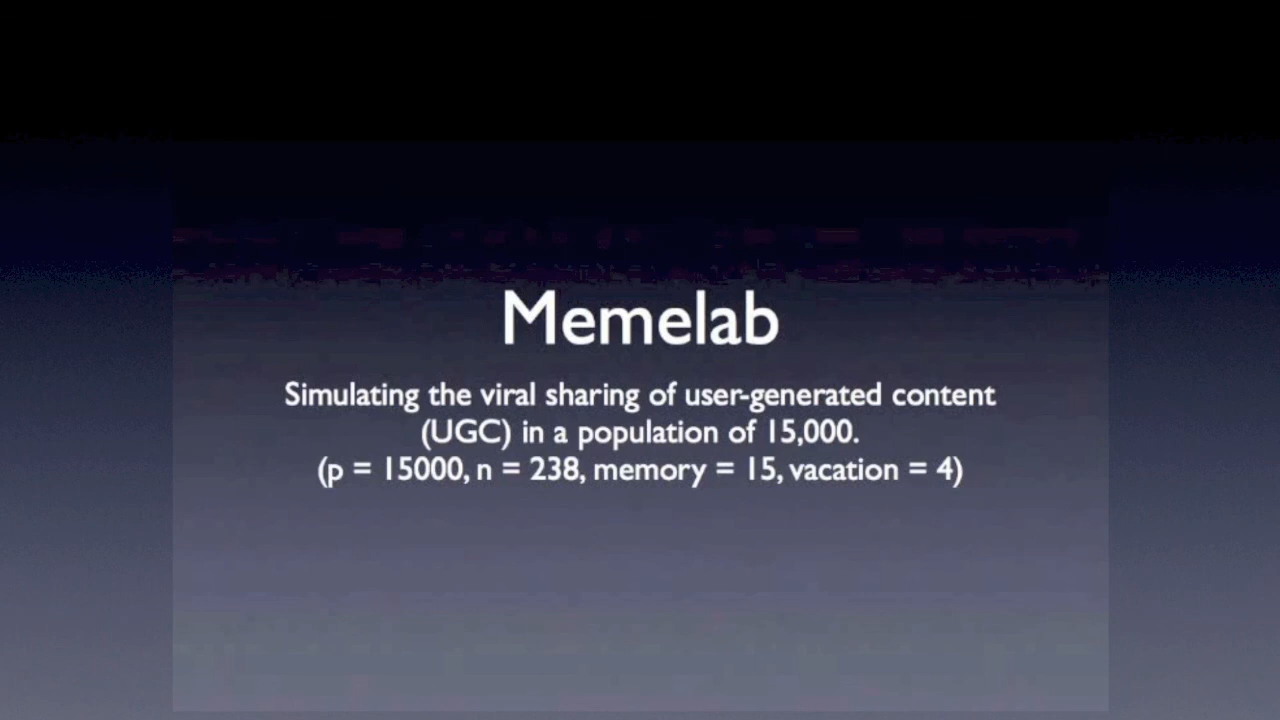 Memelab
Simulating the viral sharing of user-generated content
(UGC) in a population of 15,000.
(p = 15000, n = 238, memory = 15, vacation = 4)